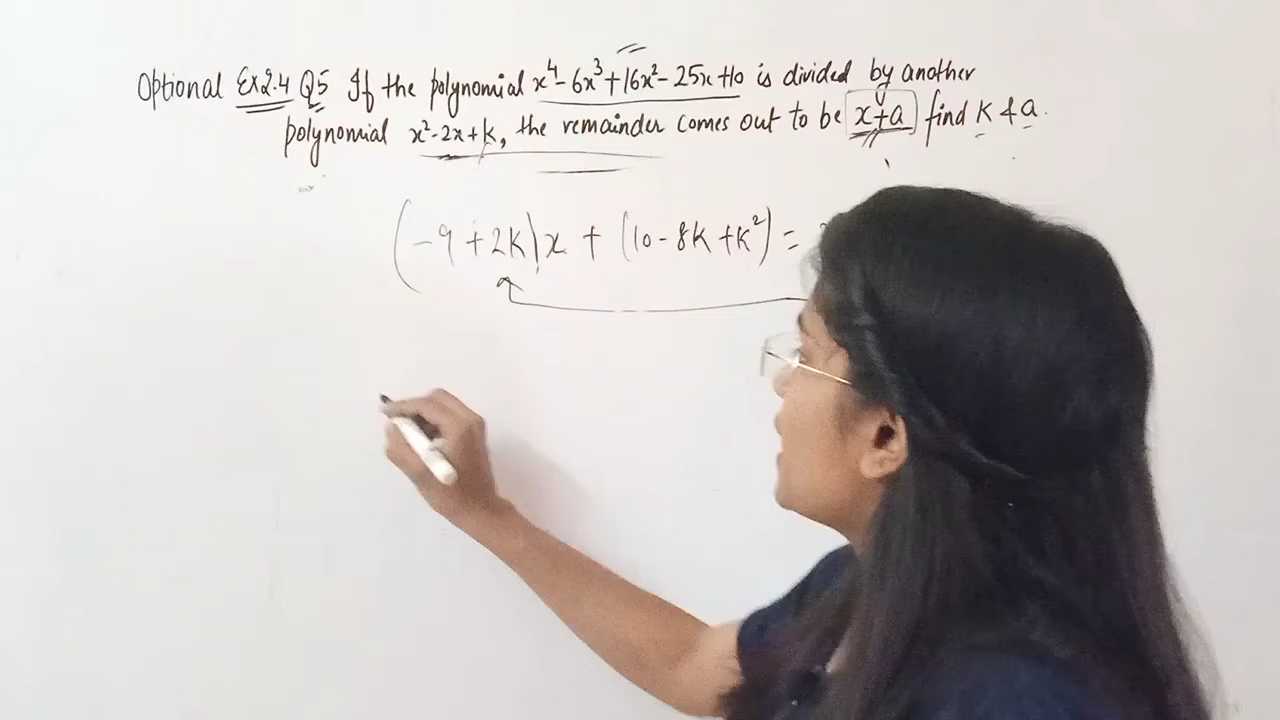 Optional Ex2.4 Q5 If the polynomial x⁴-6x³+16x²-25x+10 is divided by another
polynomial x²-2x+k, the remainder comes out to be x+a find k & a.
(-9+2k)x + (10-8k+k²) =